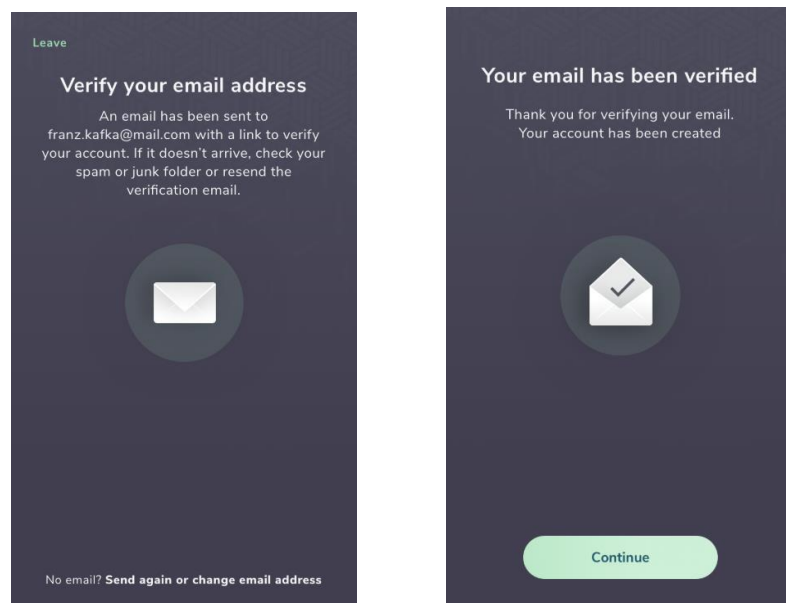 Leave
Verify your email address
An email has been sent to
franz.kafka@mail.com with a link to verify
your account. If it doesn’t arrive, check your
spam or junk folder or resend the
verification email.
No email? Send again or change email address
Your email has been verified
Thank you for verifying your email.
Your account has been created
Continue